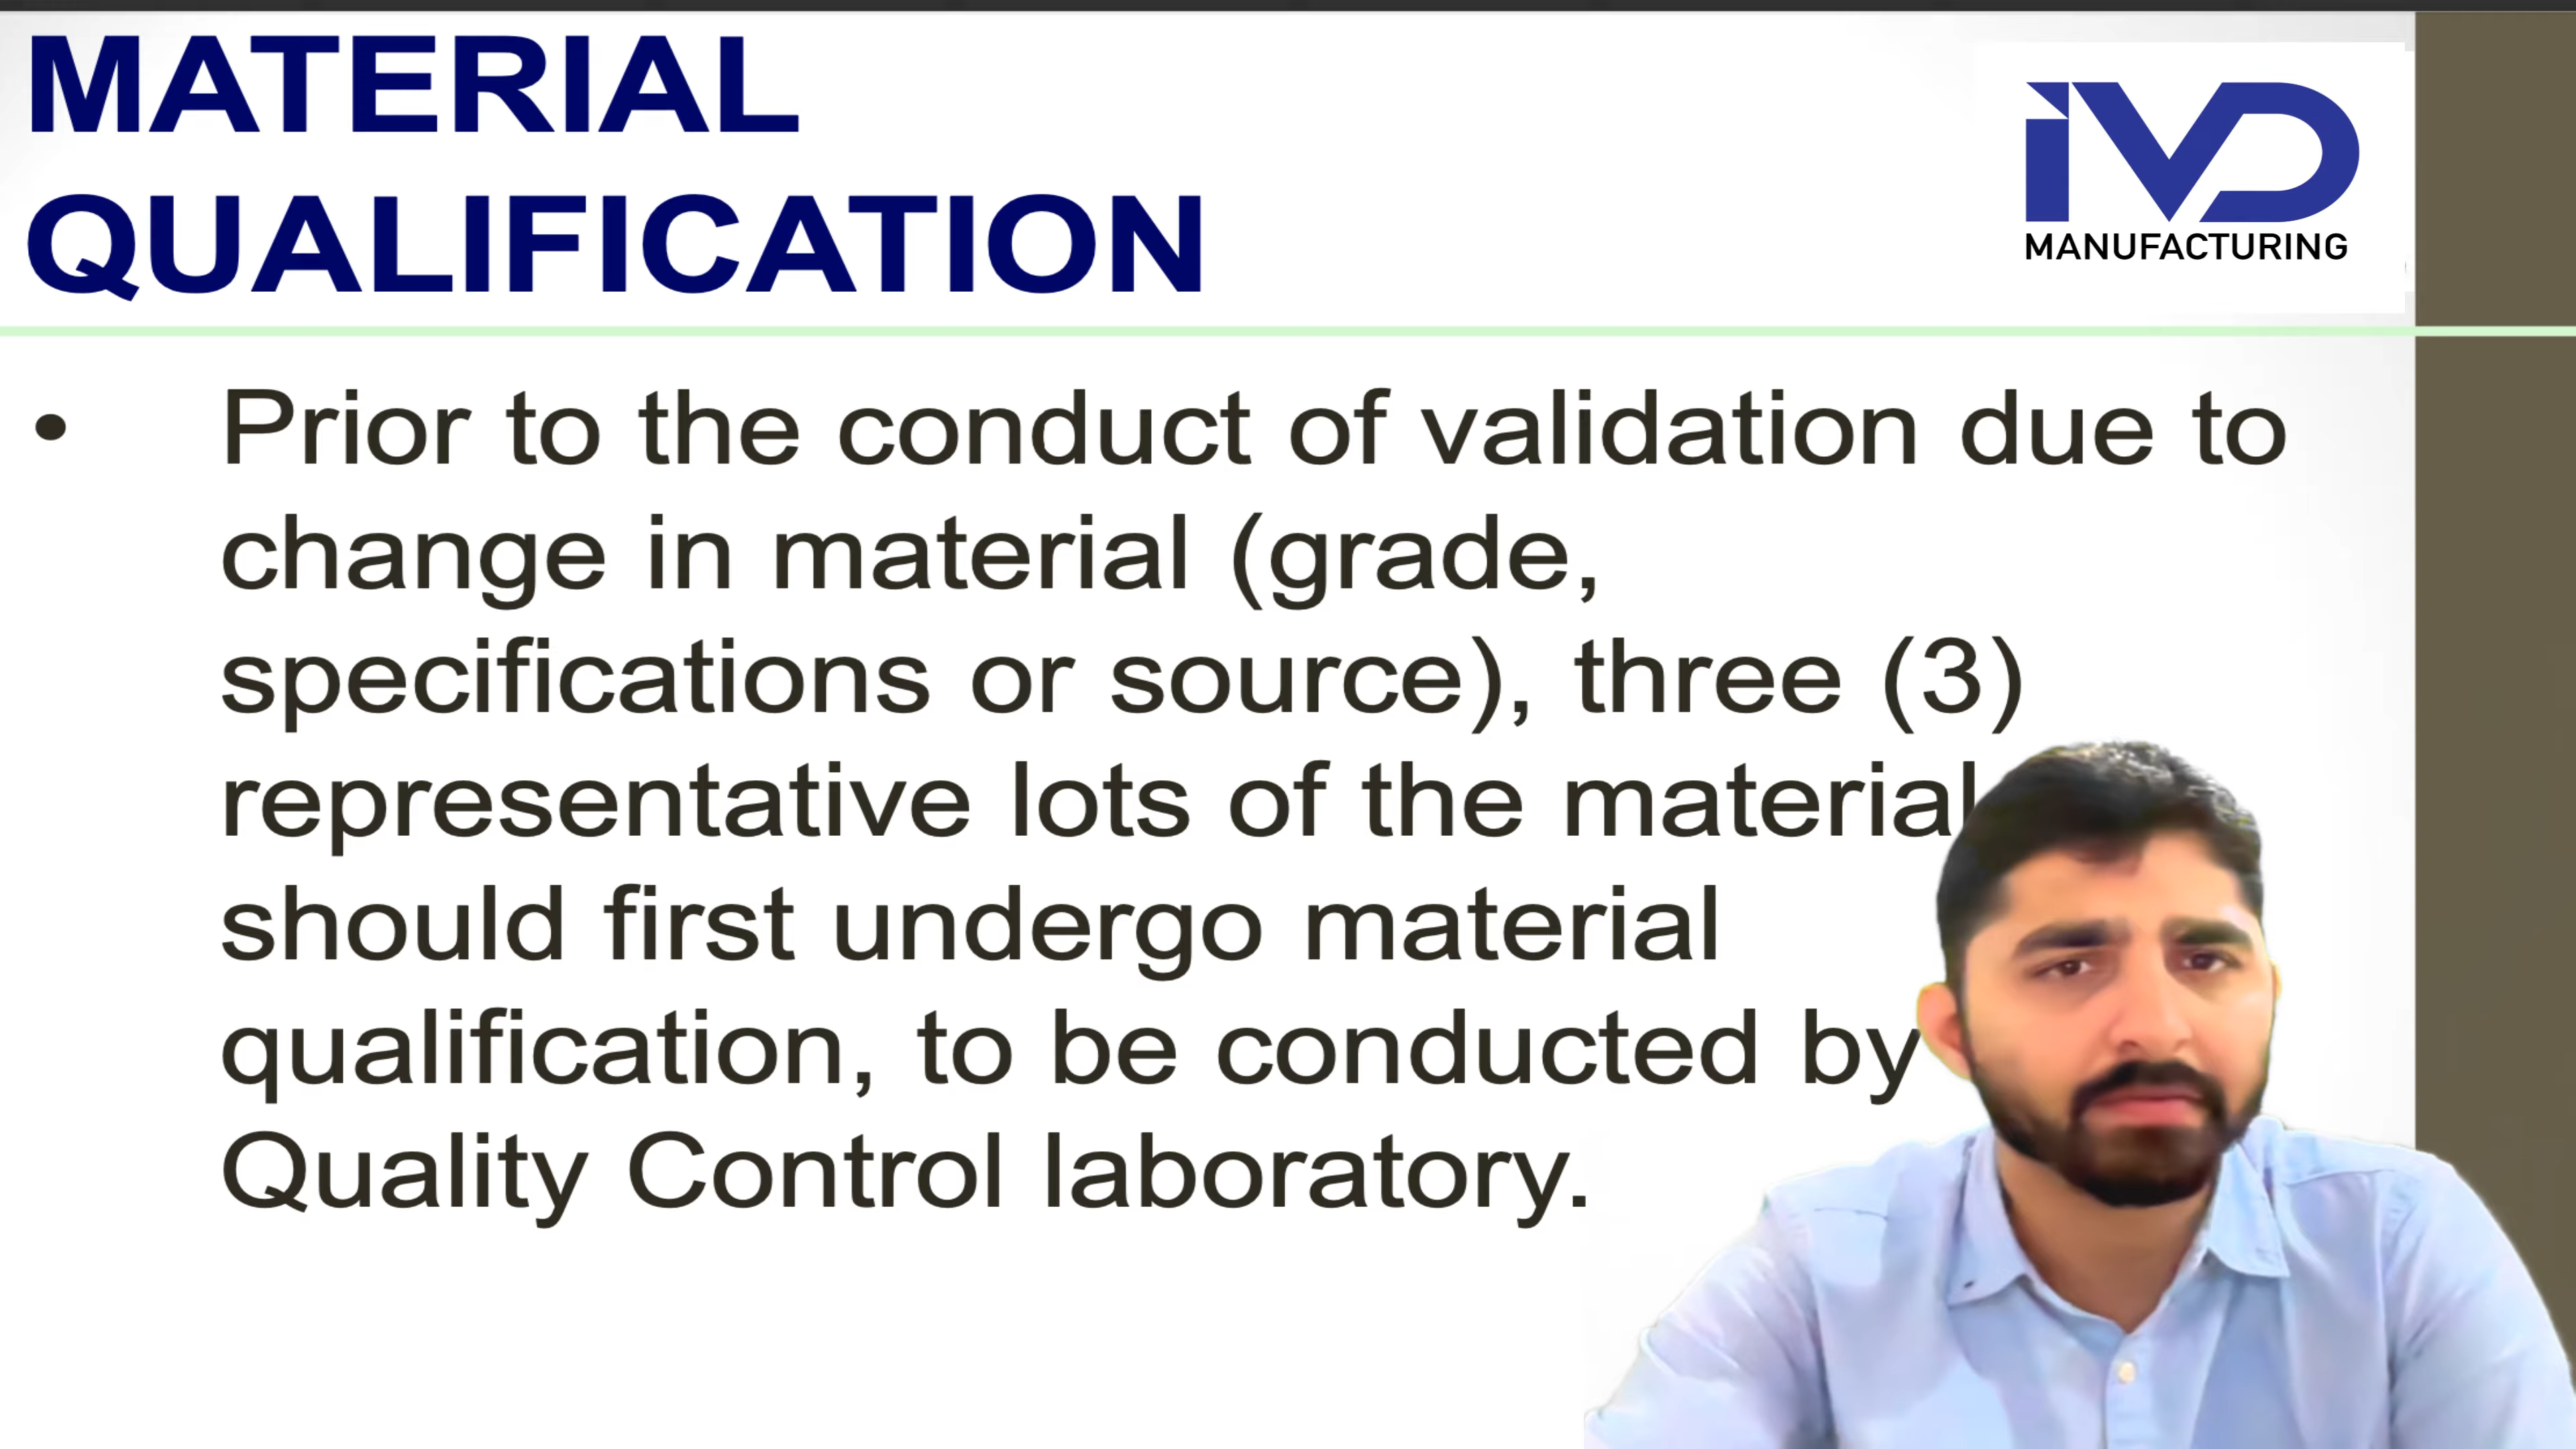 MATERIAL
QUALIFICATION
iVD
MANUFACTURING
• Prior to the conduct of validation due to
change in material (grade,
specifications or source), three (3)
representative lots of the material
should first undergo material
qualification, to be conducted by
Quality Control laboratory.